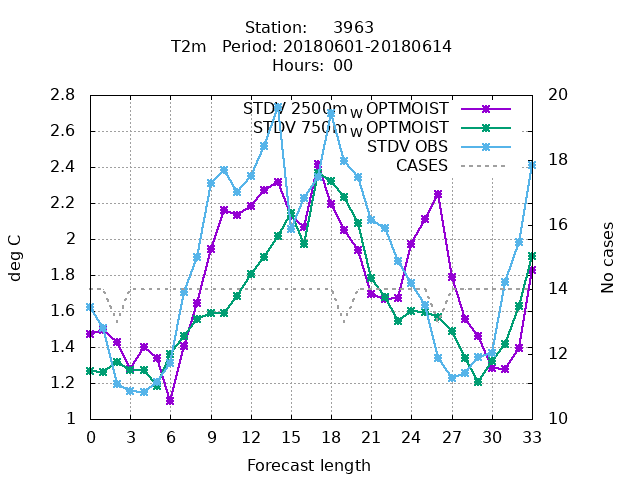 Station: 3963
T2m Period: 20180601-20180614
Hours: 00
STDV 2500m_W OPTMOIST
STDV 750m_W OPTMOIST
STDV OBS
CASES
2.8
2.6
2.4
2.2
2
1.8
1.6
1.4
1.2
1
deg C
20
18
16
14
12
10
No cases
0 3 6 9 12 15 18 21 24 27 30 33
Forecast length